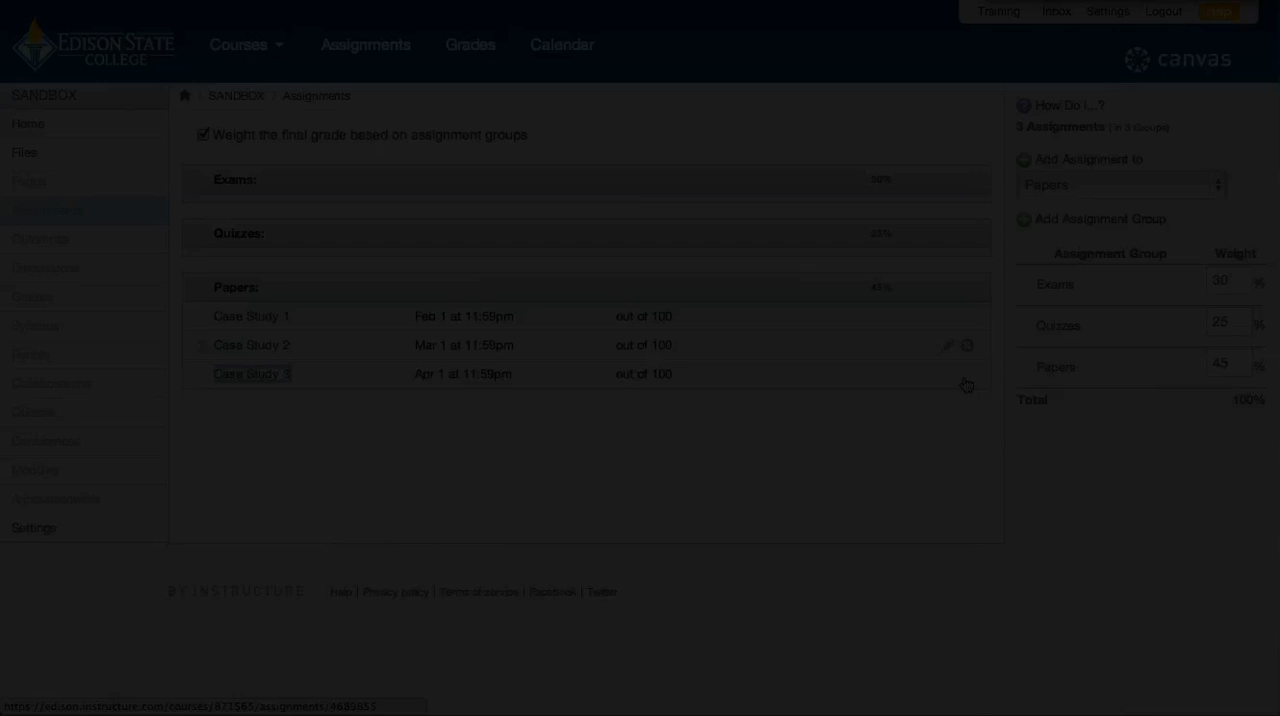 Training Inbox Settings Logout Help
EDISON STATE
COLLEGE
Courses Assignments Grades Calendar
canvas
SANDBOX
Home
Files
Pages
Assignments
Outcomes
Discussions
Grades
Syllabus
People
Collaborations
Quizzes
Conferences
Modules
Announcements
Settings
SANDBOX / Assignments
Weight the final grade based on assignment groups
Exams: 30%
Quizzes: 25%
Papers: 45%
Case Study 1 Feb 1 at 11:59pm out of 100
Case Study 2 Mar 1 at 11:59pm out of 100
Case Study 3 Apr 1 at 11:59pm out of 100
How Do I...?
3 Assignments ( in 3 Groups)
Add Assignment to
Papers
Add Assignment Group
Assignment Group Weight
Exams 30 %
Quizzes 25 %
Papers 45 %
Total 100%
BY INSTRUCTURE Help | Privacy policy | Terms of service | Facebook | Twitter
https://edison.instructure.com/courses/871565/assignments/4689855